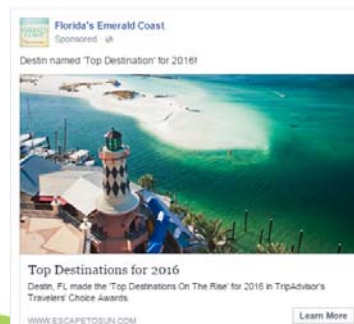 Florida's Emerald Coast
Sponsored ·
Destin named 'Top Destination' for 2016!
Top Destinations for 2016
Destin, FL made the 'Top Destinations On The Rise' for 2016 in TripAdvisor's
Travelers' Choice Awards.
WWW.ESCAPETOSUN.COM
Learn More